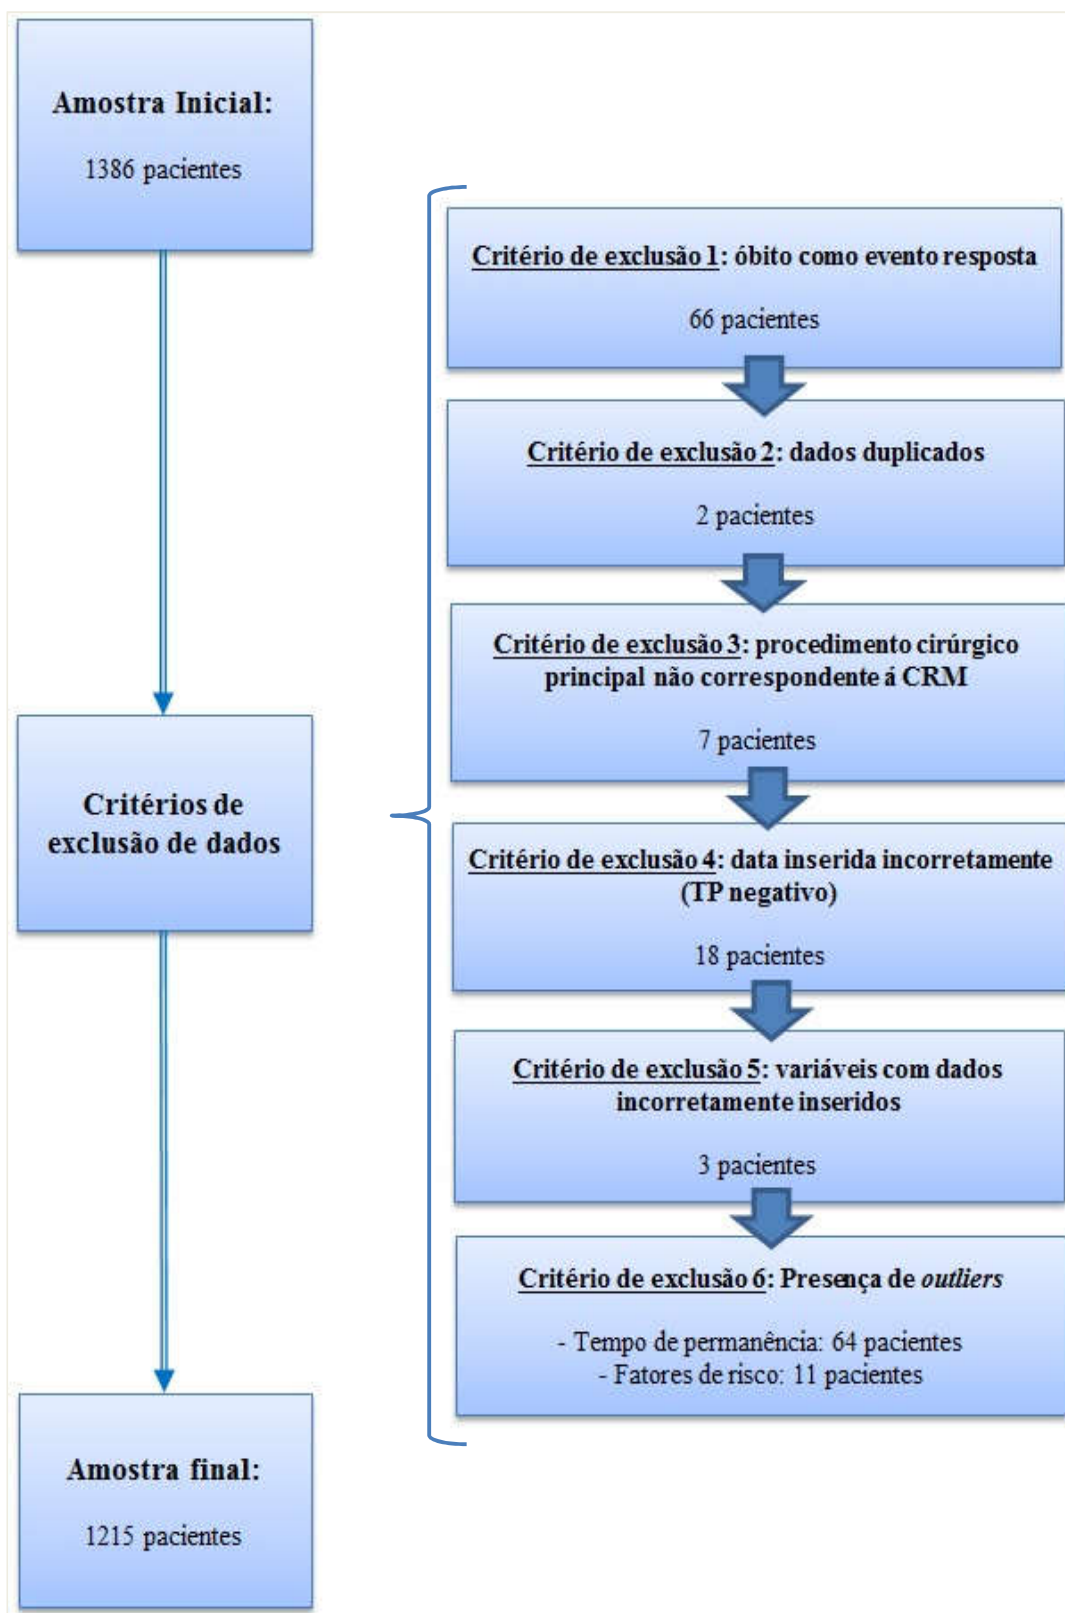 Amostra Inicial:
1386 pacientes
Critérios de
exclusão de dados
Amostra final:
1215 pacientes
Critério de exclusão 1: óbito como evento resposta
66 pacientes
Critério de exclusão 2: dados duplicados
2 pacientes
Critério de exclusão 3: procedimento cirúrgico
principal não correspondente á CRM
7 pacientes
Critério de exclusão 4: data inserida incorretamente
(TP negativo)
18 pacientes
Critério de exclusão 5: variáveis com dados
incorretamente inseridos
3 pacientes
Critério de exclusão 6: Presença de outliers
- Tempo de permanência: 64 pacientes
- Fatores de risco: 11 pacientes